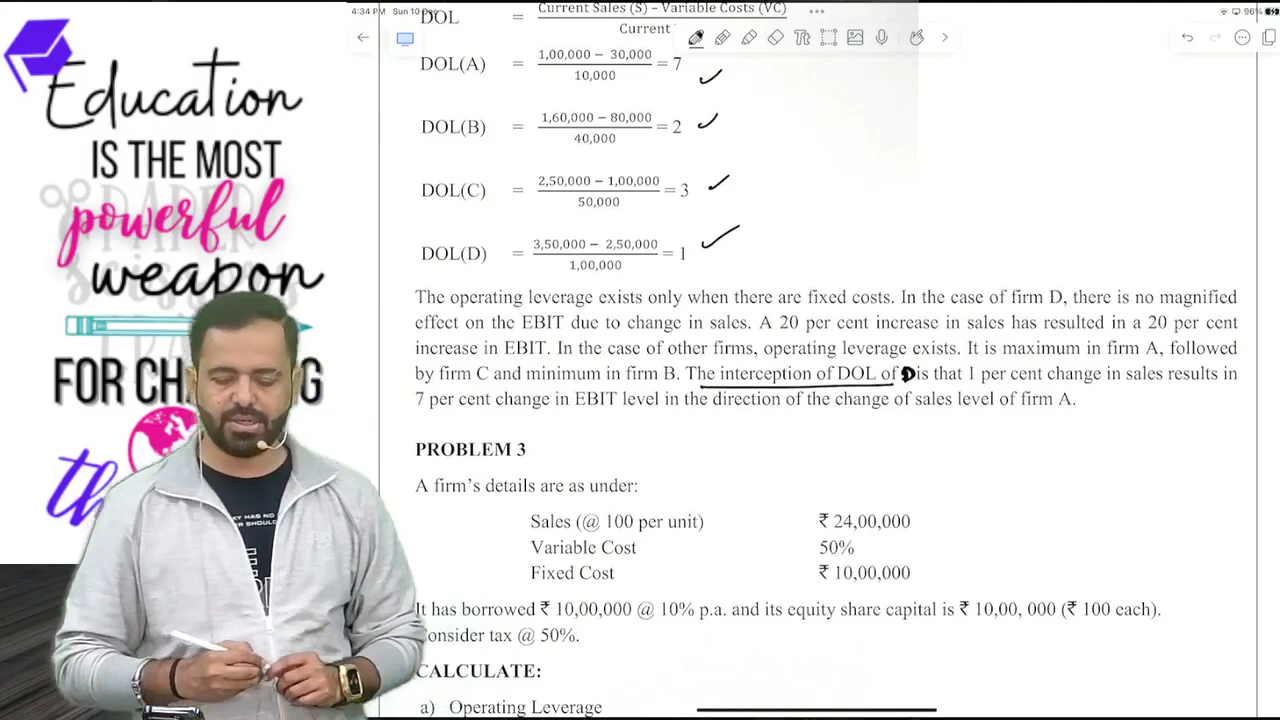 4:34 PM Sun 10 Dec
96%
Education
IS THE MOST
powerful
weapon
FOR CH
NG
th
DOL = Current Sales (S) – Variable Costs (VC)
Current
DOL(A) = 1,00,000 – 30,000 / 10,000 = 7
DOL(B) = 1,60,000 – 80,000 / 40,000 = 2
DOL(C) = 2,50,000 – 1,00,000 / 50,000 = 3
DOL(D) = 3,50,000 – 2,50,000 / 1,00,000 = 1
The operating leverage exists only when there are fixed costs. In the case of firm D, there is no magnified
effect on the EBIT due to change in sales. A 20 per cent increase in sales has resulted in a 20 per cent
increase in EBIT. In the case of other firms, operating leverage exists. It is maximum in firm A, followed
by firm C and minimum in firm B. The interception of DOL of is that 1 per cent change in sales results in
7 per cent change in EBIT level in the direction of the change of sales level of firm A.
PROBLEM 3
A firm's details are as under:
Sales (@ 100 per unit) ₹ 24,00,000
Variable Cost 50%
Fixed Cost ₹ 10,00,000
It has borrowed ₹ 10,00,000 @ 10% p.a. and its equity share capital is ₹ 10,00, 000 (₹ 100 each).
Consider tax @ 50%.
CALCULATE:
a) Operating Leverage